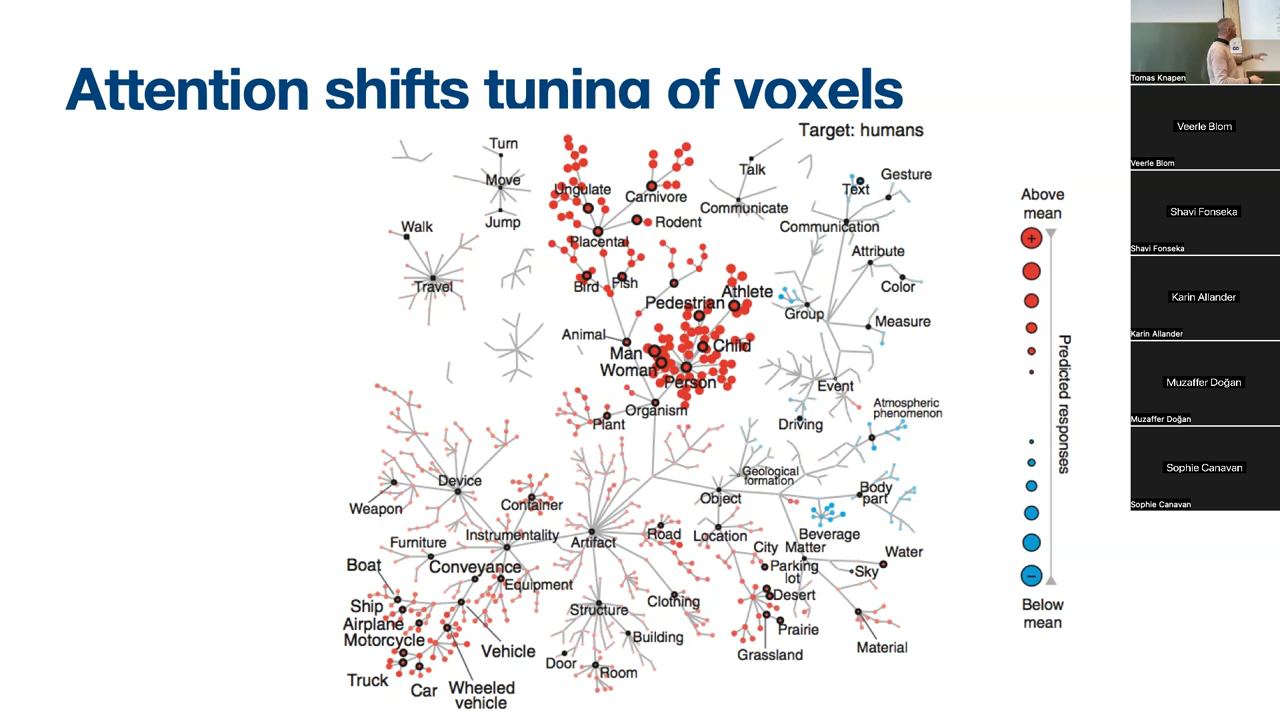 Attention shifts tuning of voxels
Target: humans
Turn
Move
Jump
Walk
Travel
Ungulate
Carnivore
Rodent
Placental
Bird
Fish
Talk
Communicate
Text
Gesture
Communication
Attribute
Color
Group
Measure
Event
Driving
Atmospheric
phenomenon
Athlete
Pedestrian
Animal
Man
Child
Woman
Person
Organism
Plant
Device
Weapon
Container
Furniture
Instrumentality
Artifact
Road
Geological
formation
Object
Location
Body
part
Beverage
City
Matter
Water
Boat
Conveyance
Equipment
Parking
lot
Sky
Ship
Airplane
Motorcycle
Structure
Clothing
Desert
Prairie
Building
Material
Vehicle
Door
Room
Grassland
Truck
Car
Wheeled
vehicle
Above
mean
+
Predicted responses
−
Below
mean
Tomas Knapen
Veerle Blom
Veerle Blom
Shavi Fonseka
Shavi Fonseka
Karin Allander
Karin Allander
Muzaffer Doğan
Muzaffer Doğan
Sophie Canavan
Sophie Canavan